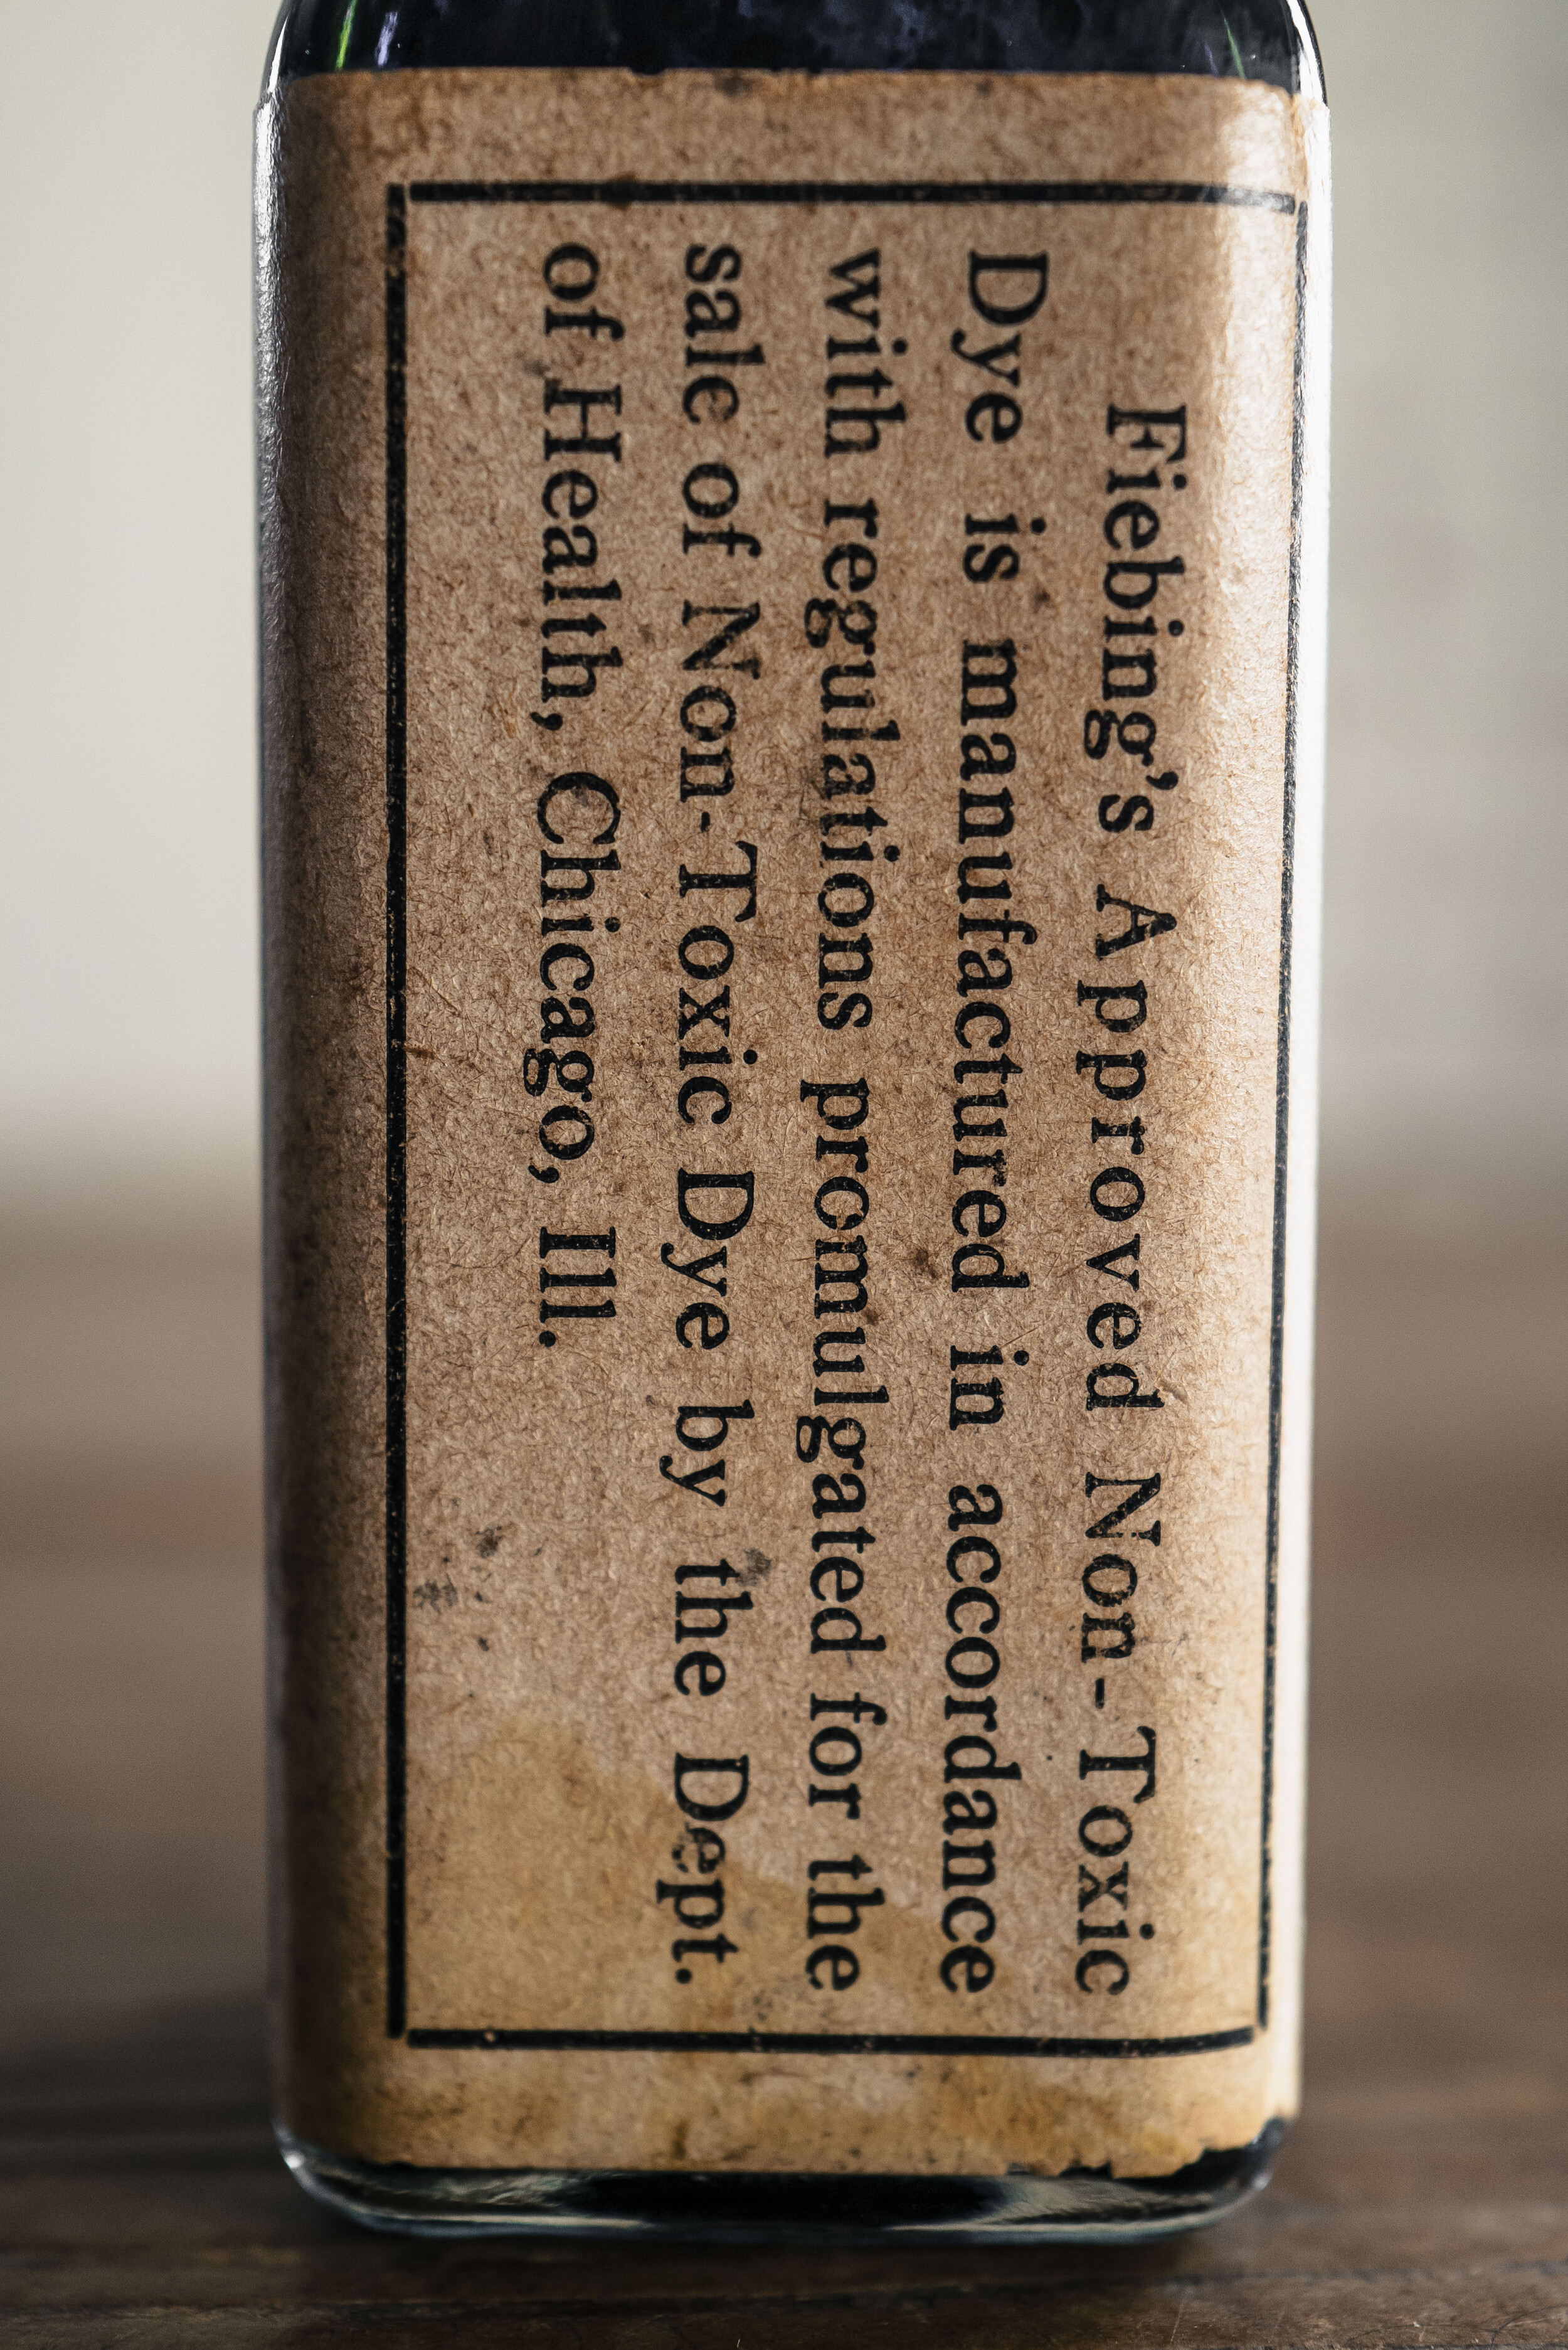 Fiebing's Approved Non-Toxic
Dye is manufactured in accordance
with regulations promulgated for the
sale of Non-Toxic Dye by the Dept.
of Health, Chicago, Ill.